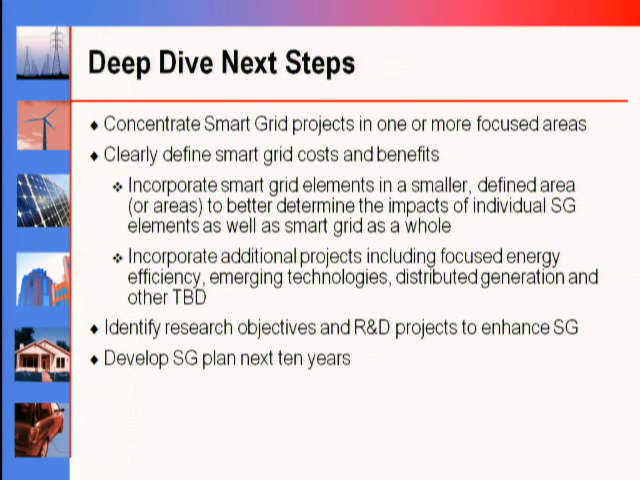 Deep Dive Next Steps
Concentrate Smart Grid projects in one or more focused areas
Clearly define smart grid costs and benefits
Incorporate smart grid elements in a smaller, defined area
(or areas) to better determine the impacts of individual SG
elements as well as smart grid as a whole
Incorporate additional projects including focused energy
efficiency, emerging technologies, distributed generation and
other TBD
Identify research objectives and R&D projects to enhance SG
Develop SG plan next ten years